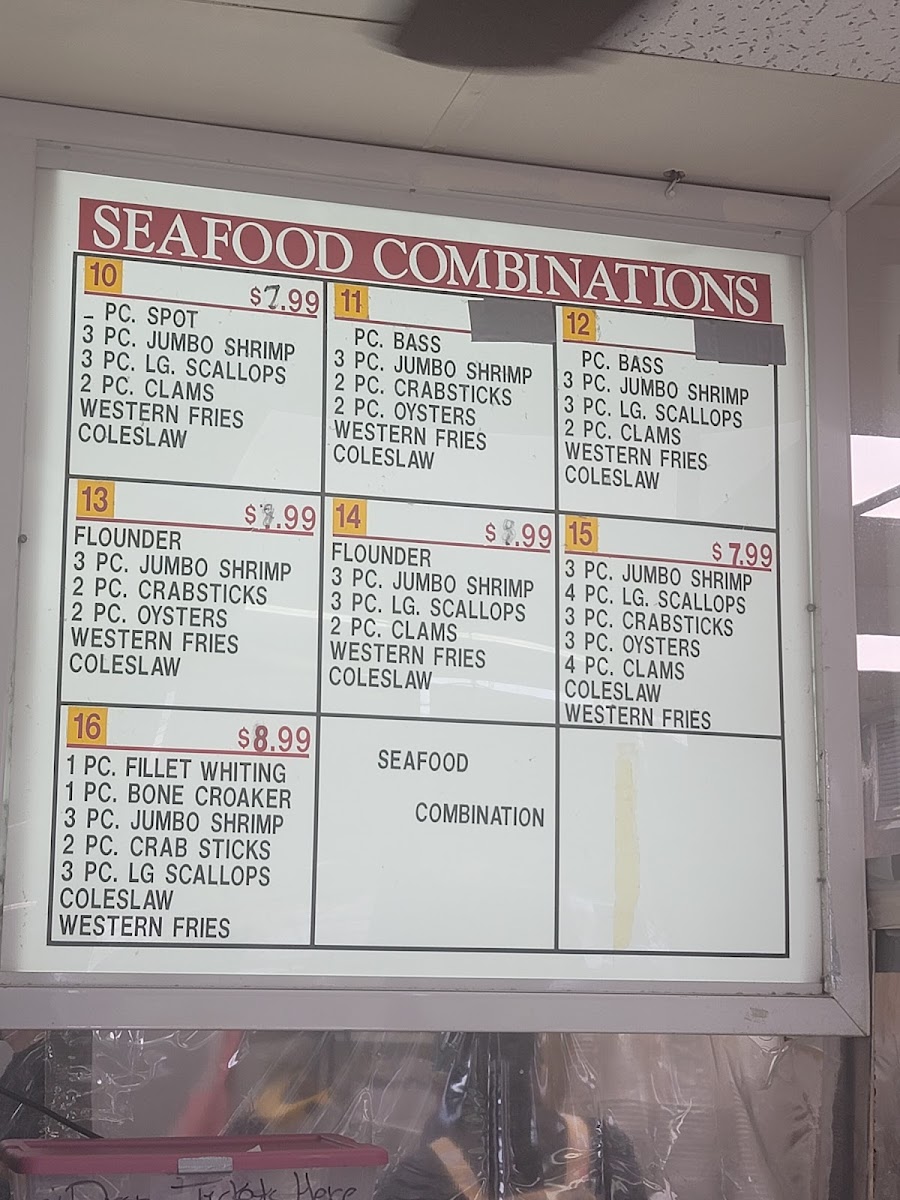 SEAFOOD COMBINATIONS
10
$7.99
_ PC. SPOT
3 PC. JUMBO SHRIMP
3 PC. LG. SCALLOPS
2 PC. CLAMS
WESTERN FRIES
COLESLAW
11
PC. BASS
3 PC. JUMBO SHRIMP
2 PC. CRABSTICKS
2 PC. OYSTERS
WESTERN FRIES
COLESLAW
12
PC. BASS
3 PC. JUMBO SHRIMP
3 PC. LG. SCALLOPS
2 PC. CLAMS
WESTERN FRIES
COLESLAW
13
FLOUNDER
3 PC. JUMBO SHRIMP
2 PC. CRABSTICKS
2 PC. OYSTERS
WESTERN FRIES
COLESLAW
14
FLOUNDER
3 PC. JUMBO SHRIMP
3 PC. LG. SCALLOPS
2 PC. CLAMS
WESTERN FRIES
COLESLAW
15
$7.99
3 PC. JUMBO SHRIMP
4 PC. LG. SCALLOPS
3 PC. CRABSTICKS
3 PC. OYSTERS
4 PC. CLAMS
COLESLAW
WESTERN FRIES
16
$8.99
1 PC. FILLET WHITING
1 PC. BONE CROAKER
3 PC. JUMBO SHRIMP
2 PC. CRAB STICKS
3 PC. LG SCALLOPS
COLESLAW
WESTERN FRIES
SEAFOOD
COMBINATION
Tickets Here